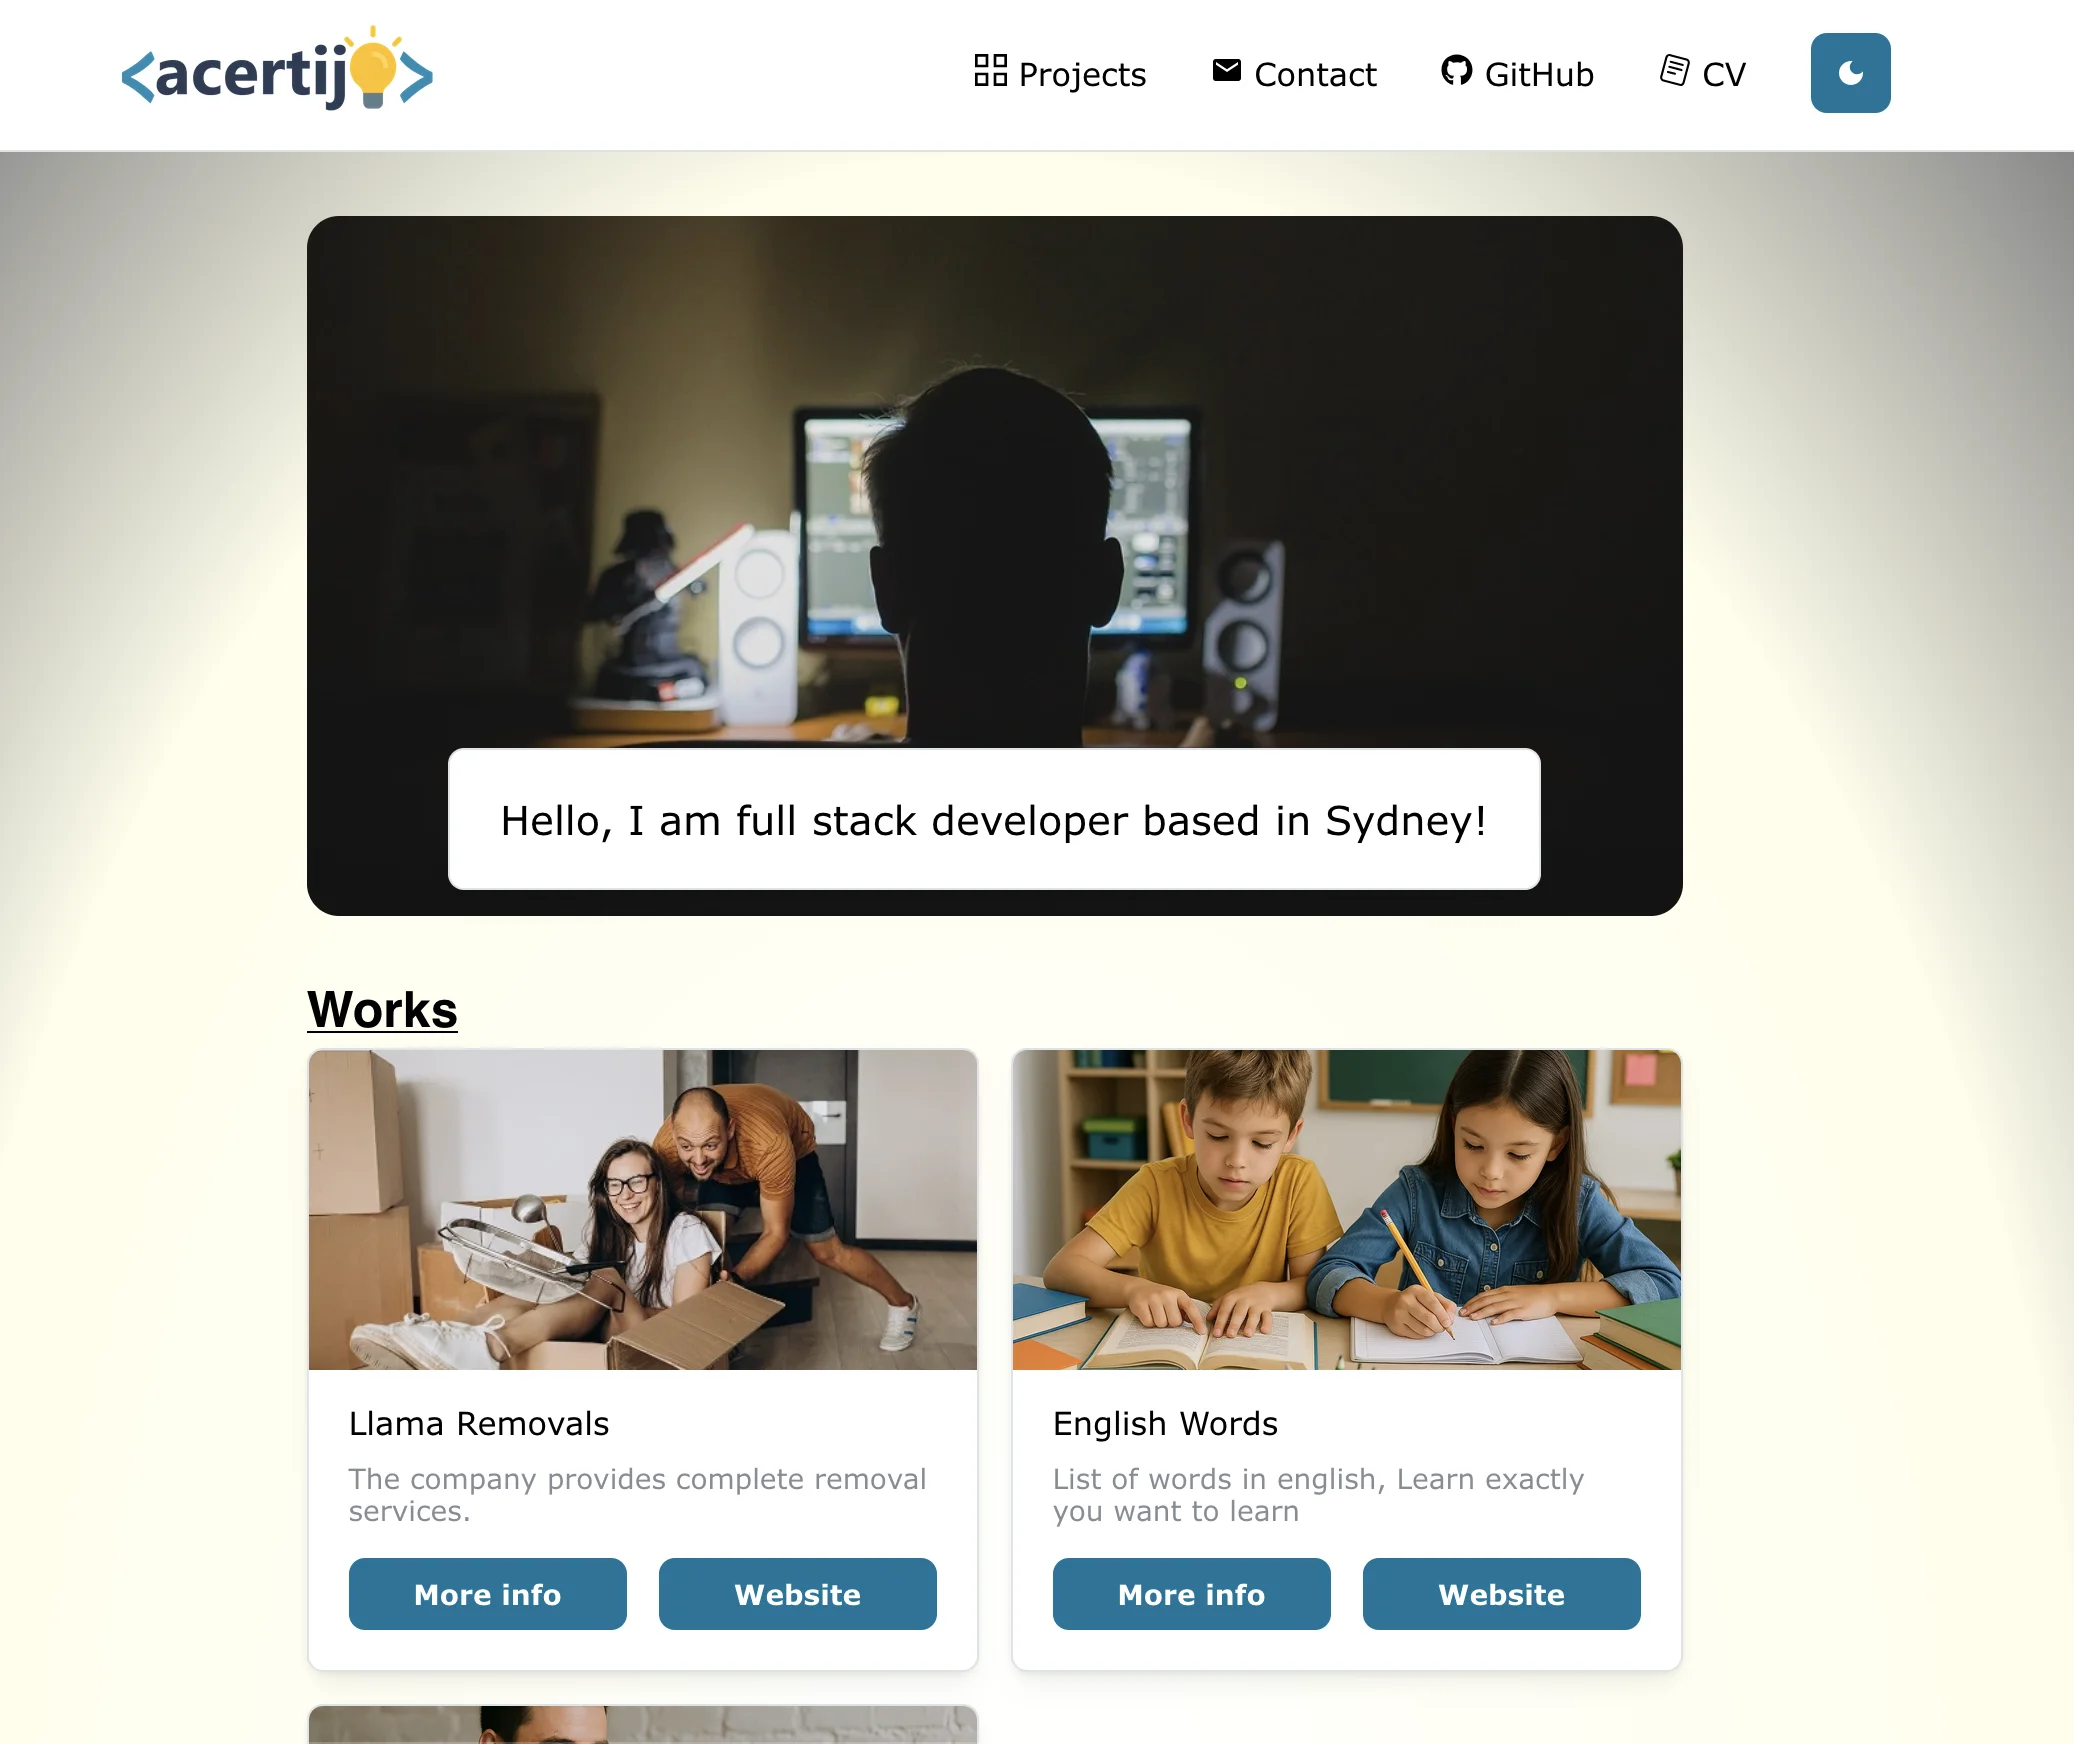 <acertijo>
Projects
Contact
GitHub
CV
Hello, I am full stack developer based in Sydney!
Works
Llama Removals
The company provides complete removal
services.
More info
Website
English Words
List of words in english, Learn exactly
you want to learn
More info
Website